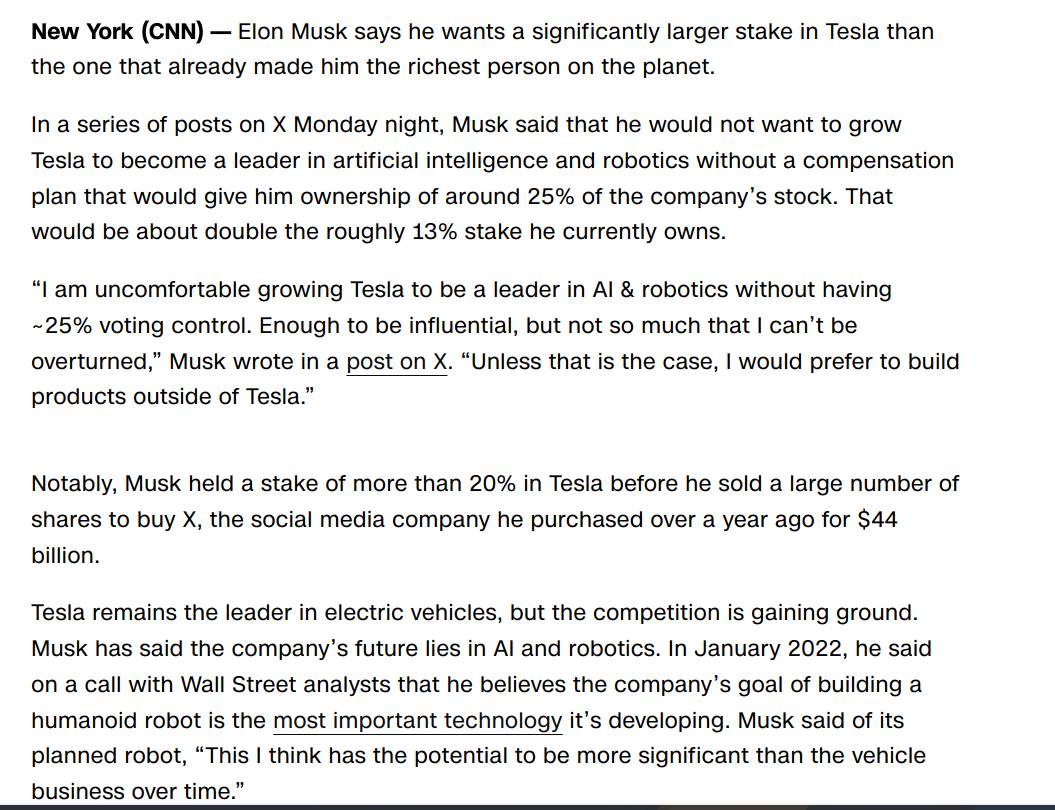 New York (CNN) — Elon Musk says he wants a significantly larger stake in Tesla than
the one that already made him the richest person on the planet.
In a series of posts on X Monday night, Musk said that he would not want to grow
Tesla to become a leader in artificial intelligence and robotics without a compensation
plan that would give him ownership of around 25% of the company’s stock. That
would be about double the roughly 13% stake he currently owns.
“I am uncomfortable growing Tesla to be a leader in AI & robotics without having
~25% voting control. Enough to be influential, but not so much that I can’t be
overturned,” Musk wrote in a post on X. “Unless that is the case, I would prefer to build
products outside of Tesla.”
Notably, Musk held a stake of more than 20% in Tesla before he sold a large number of
shares to buy X, the social media company he purchased over a year ago for $44
billion.
Tesla remains the leader in electric vehicles, but the competition is gaining ground.
Musk has said the company’s future lies in AI and robotics. In January 2022, he said
on a call with Wall Street analysts that he believes the company’s goal of building a
humanoid robot is the most important technology it’s developing. Musk said of its
planned robot, “This I think has the potential to be more significant than the vehicle
business over time.”